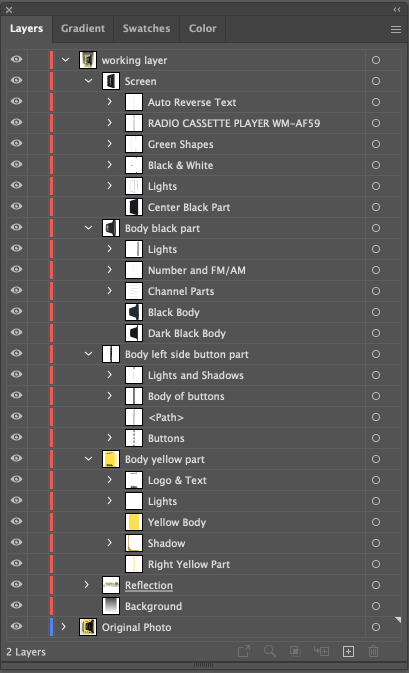 Layers Gradient Swatches Color
working layer
Screen
Auto Reverse Text
RADIO CASSETTE PLAYER WM-AF59
Green Shapes
Black & White
Lights
Center Black Part
Body black part
Lights
Number and FM/AM
Channel Parts
Black Body
Dark Black Body
Body left side button part
Lights and Shadows
Body of buttons
<Path>
Buttons
Body yellow part
Logo & Text
Lights
Yellow Body
Shadow
Right Yellow Part
Reflection
Background
Original Photo
2 Layers